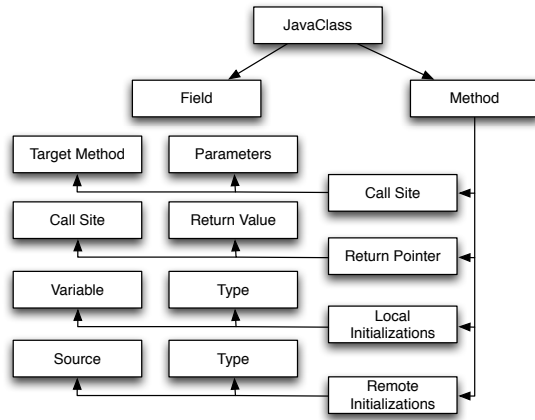 JavaClass
Field
Method
Target Method
Parameters
Call Site
Call Site
Return Value
Return Pointer
Variable
Type
Local
Initializations
Source
Type
Remote
Initializations